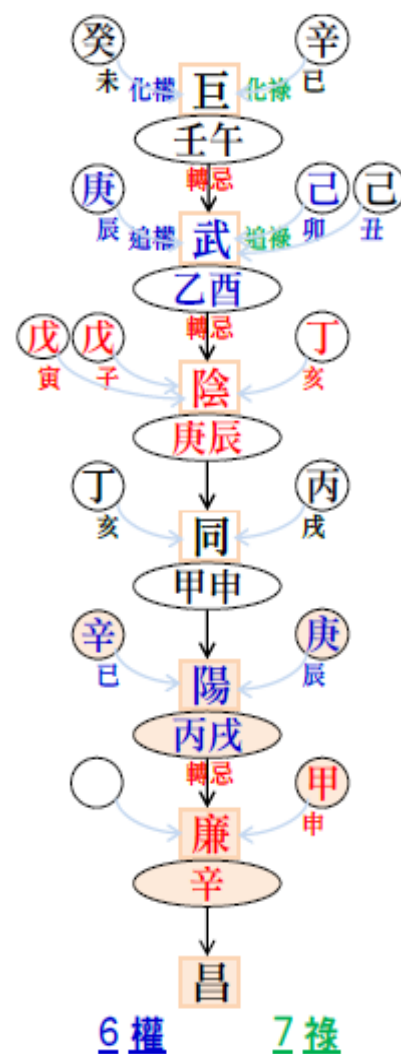 癸 辛
未 化權 巨 化祿 巳
壬午
轉忌
庚 己 己
辰 追權 武 追祿 卯 丑
乙酉
轉忌
戊 戊 丁
寅 子 陰 亥
庚辰
丁 丙
亥 同 戌
甲申
辛 庚
巳 陽 辰
丙戌
轉忌
甲
廉 申
辛
昌
6 權 7 祿